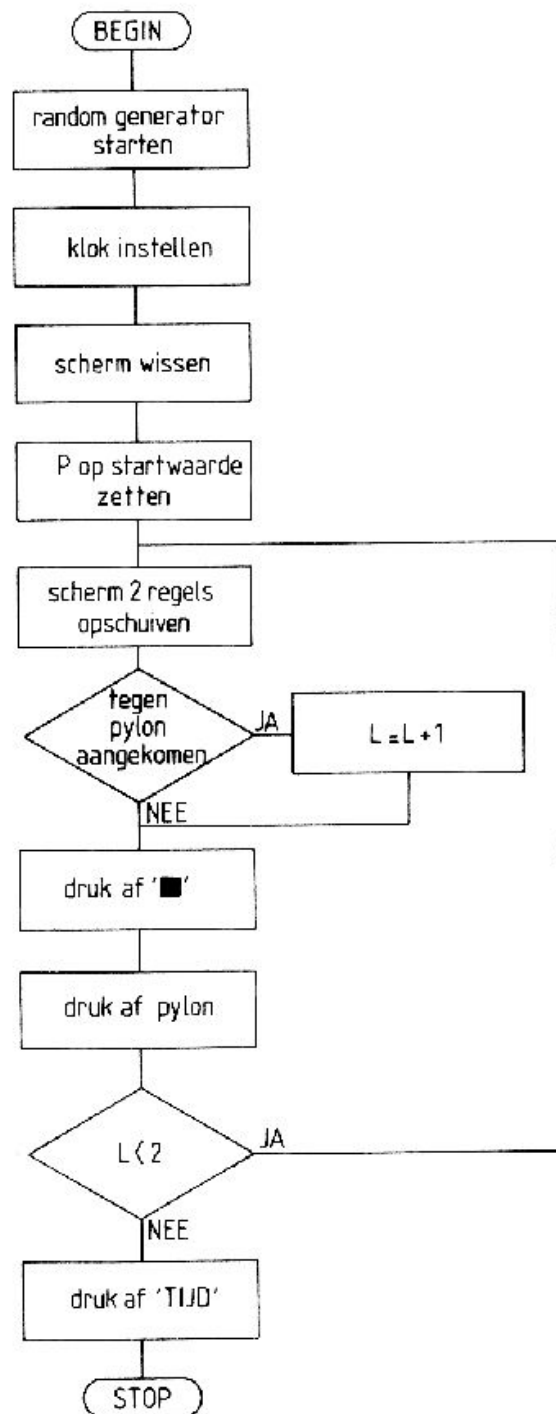 BEGIN
random generator
starten
klok instellen
scherm wissen
P op startwaarde
zetten
scherm 2 regels
opschuiven
tegen
pylon
aangekomen
JA
L=L+1
NEE
druk af '■'
druk af pylon
L<2
JA
NEE
druk af 'TIJD'
STOP